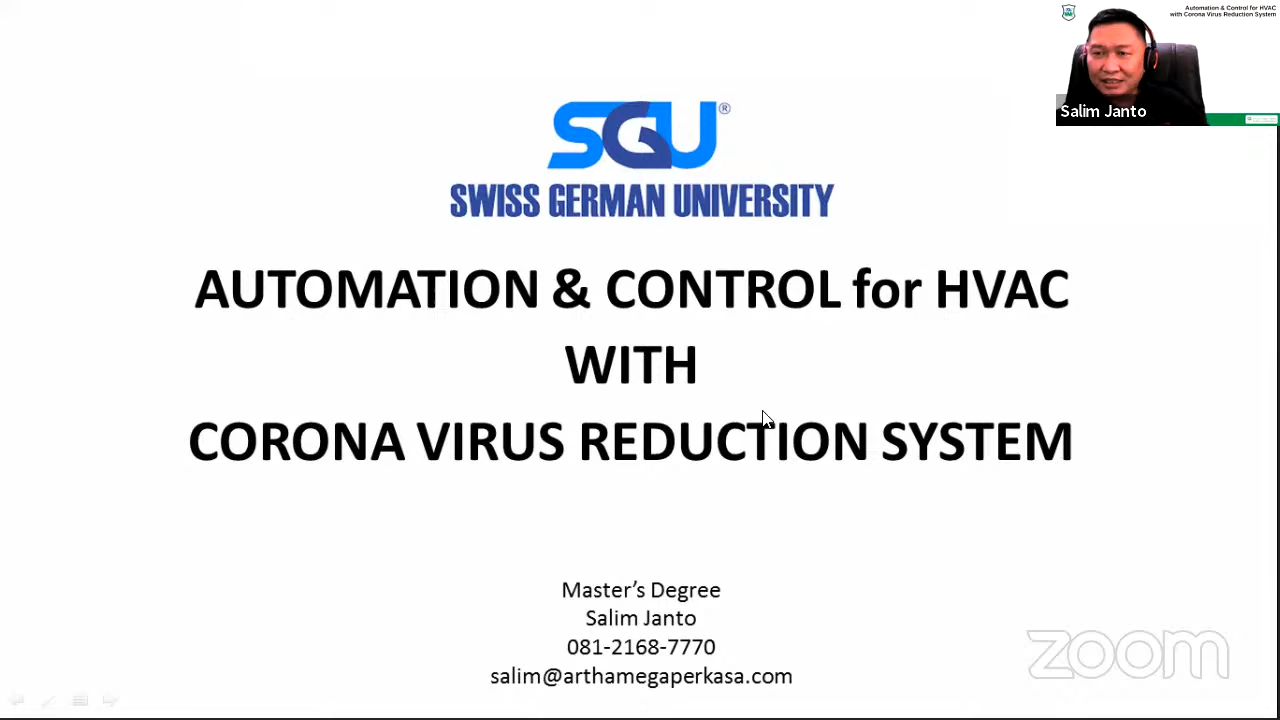 Automation & Control for HVAC
with Corona Virus Reduction System
Salim Janto
SGU®
SWISS GERMAN UNIVERSITY
AUTOMATION & CONTROL for HVAC
WITH
CORONA VIRUS REDUCTION SYSTEM
Master's Degree
Salim Janto
081-2168-7770
salim@arthamegaperkasa.com
zoom